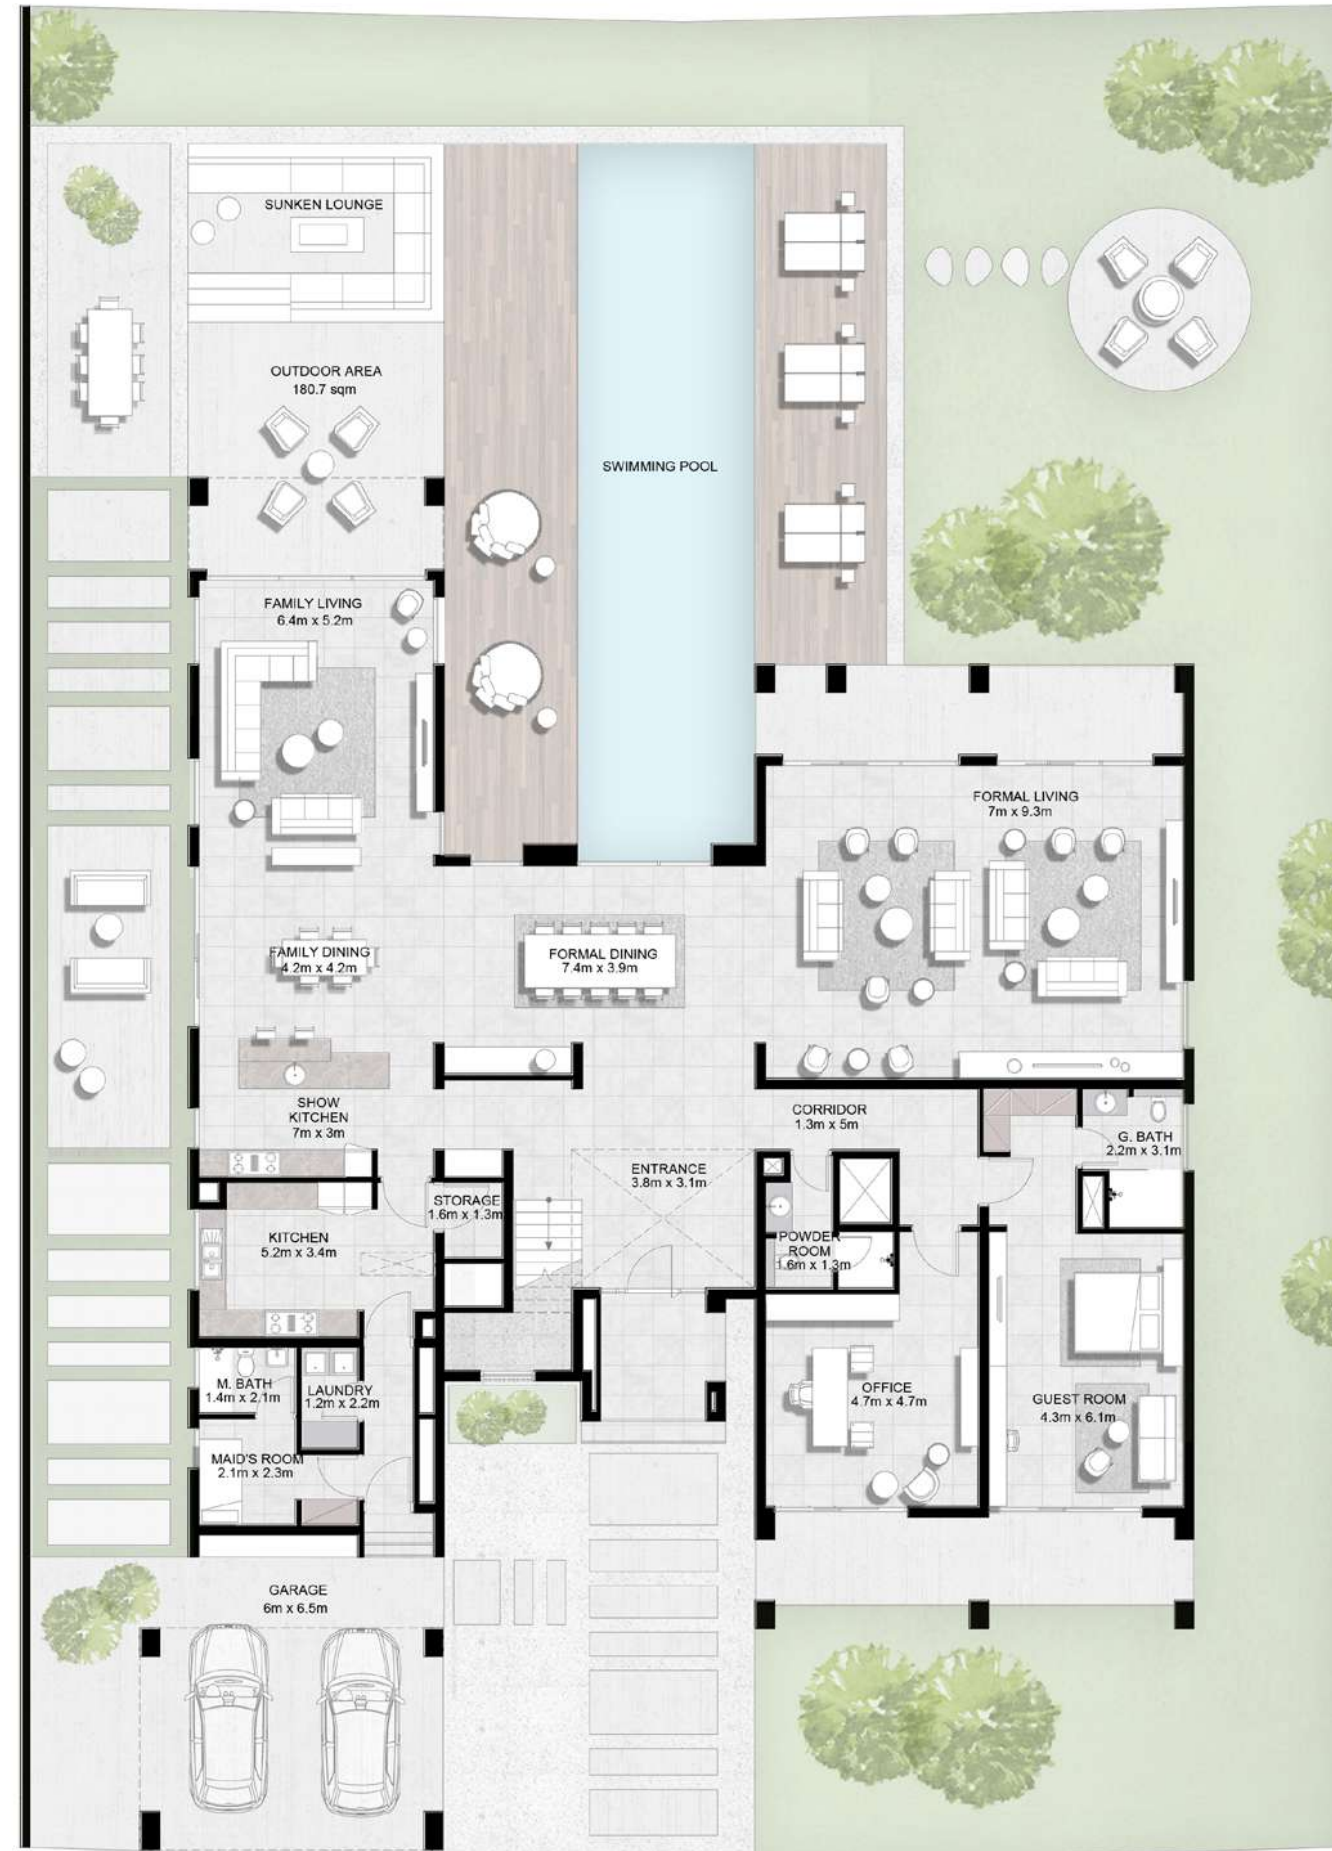 SUNKEN LOUNGE
OUTDOOR AREA
180.7 sqm
SWIMMING POOL
FAMILY LIVING
6.4m x 5.2m
FORMAL LIVING
7m x 9.3m
FAMILY DINING
4.2m x 4.2m
FORMAL DINING
7.4m x 3.9m
SHOW
KITCHEN
7m x 3m
CORRIDOR
1.3m x 5m
G. BATH
2.2m x 3.1m
ENTRANCE
3.8m x 3.1m
STORAGE
1.6m x 1.3m
KITCHEN
5.2m x 3.4m
POWDER
ROOM
1.6m x 1.3m
M. BATH
1.4m x 2.1m
LAUNDRY
1.2m x 2.2m
OFFICE
4.7m x 4.7m
GUEST ROOM
4.3m x 6.1m
MAID'S ROOM
2.1m x 2.3m
GARAGE
6m x 6.5m